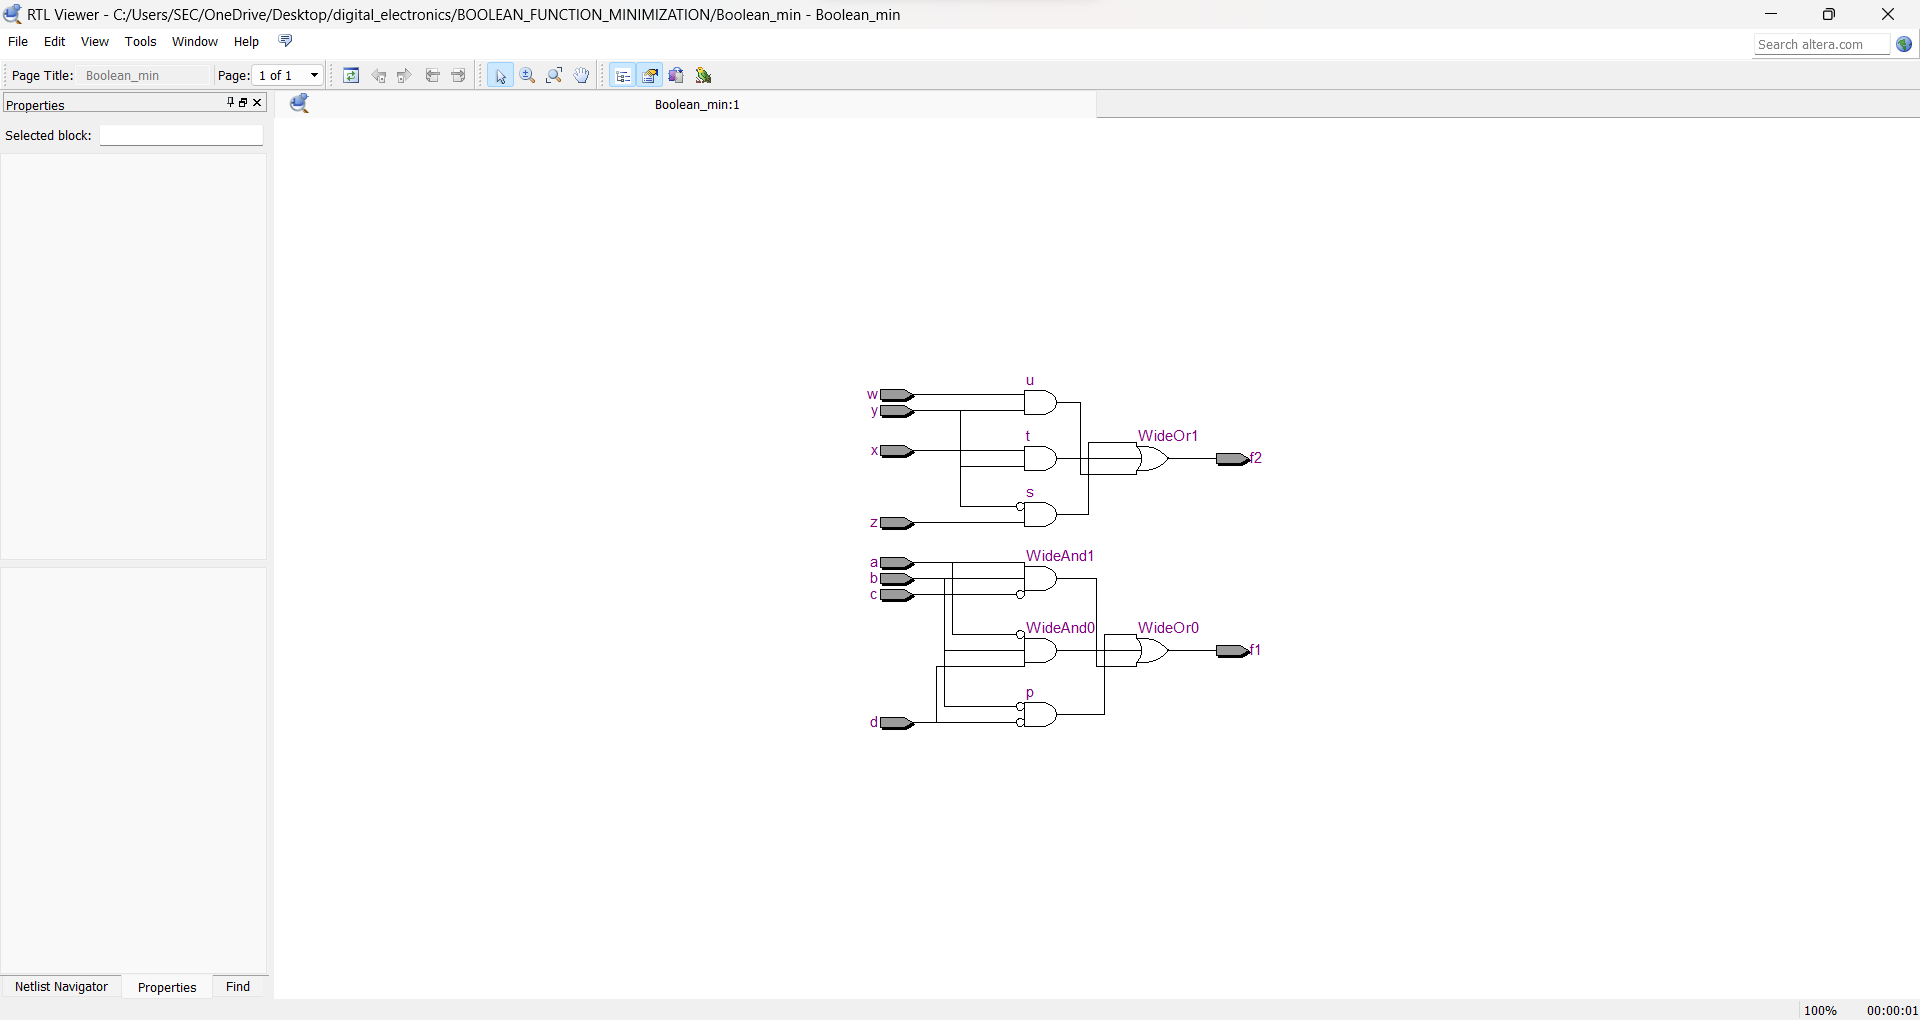 RTL Viewer - C:/Users/SEC/OneDrive/Desktop/digital_electronics/BOOLEAN_FUNCTION_MINIMIZATION/Boolean_min - Boolean_min
File Edit View Tools Window Help
Search altera.com
Page Title: Boolean_min Page: 1 of 1
Properties
Boolean_min:1
Selected block:
u
w
y
t
WideOr1
x
f2
s
z
WideAnd1
a
b
c
WideAnd0
WideOr0
f1
p
d
Netlist Navigator Properties Find
100% 00:00:01